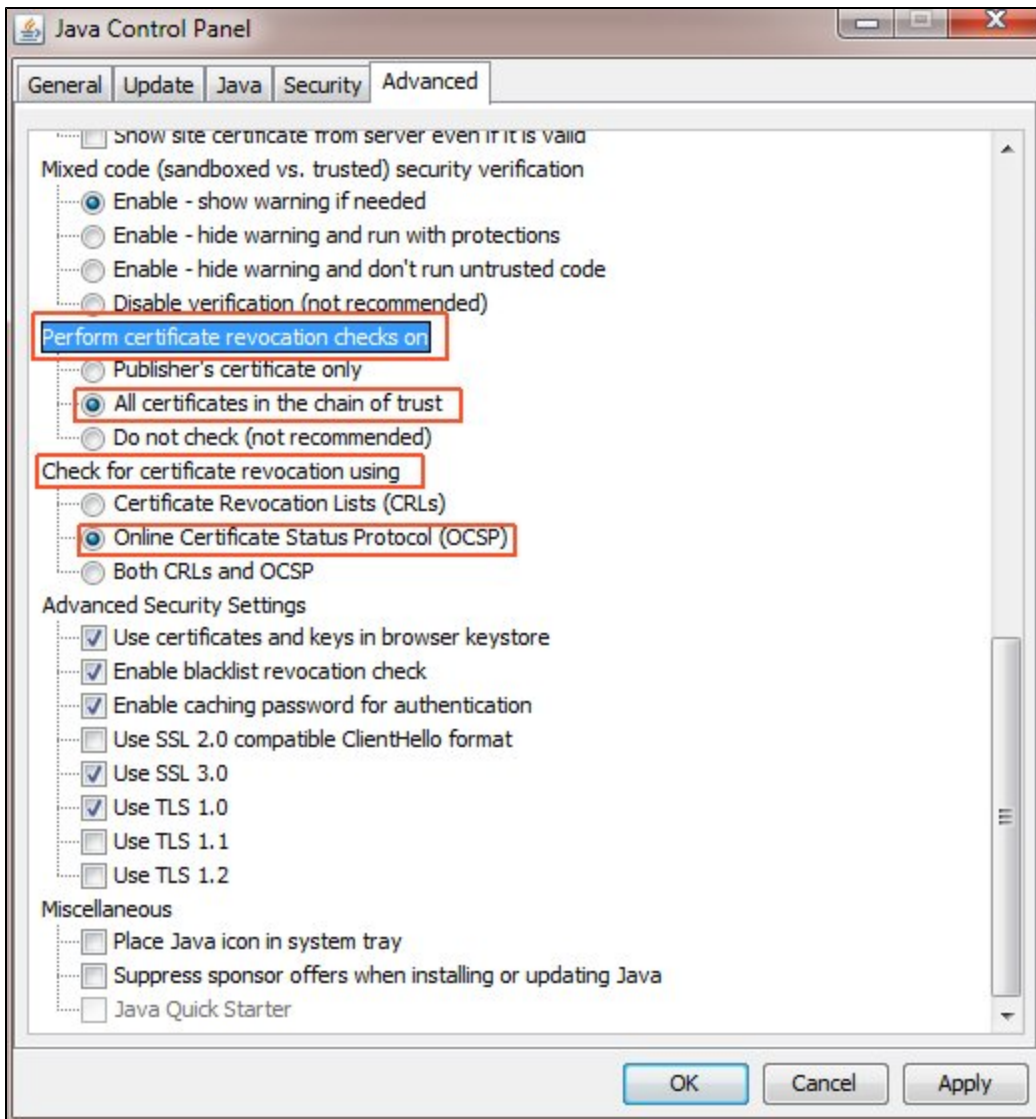 Java Control Panel
General Update Java Security Advanced
Show site certificate from server even if it is valid
Mixed code (sandboxed vs. trusted) security verification
Enable - show warning if needed
Enable - hide warning and run with protections
Enable - hide warning and don't run untrusted code
Disable verification (not recommended)
Perform certificate revocation checks on
Publisher's certificate only
All certificates in the chain of trust
Do not check (not recommended)
Check for certificate revocation using
Certificate Revocation Lists (CRLs)
Online Certificate Status Protocol (OCSP)
Both CRLs and OCSP
Advanced Security Settings
Use certificates and keys in browser keystore
Enable blacklist revocation check
Enable caching password for authentication
Use SSL 2.0 compatible ClientHello format
Use SSL 3.0
Use TLS 1.0
Use TLS 1.1
Use TLS 1.2
Miscellaneous
Place Java icon in system tray
Suppress sponsor offers when installing or updating Java
Java Quick Starter
OK Cancel Apply